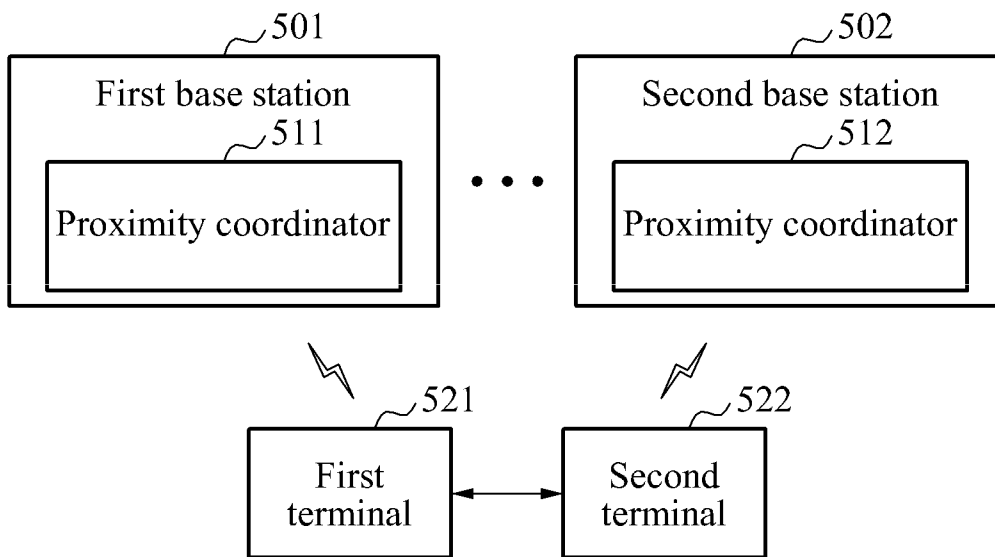 501
502
First base station
Second base station
511
512
Proximity coordinator
Proximity coordinator
521
522
First
terminal
Second
terminal